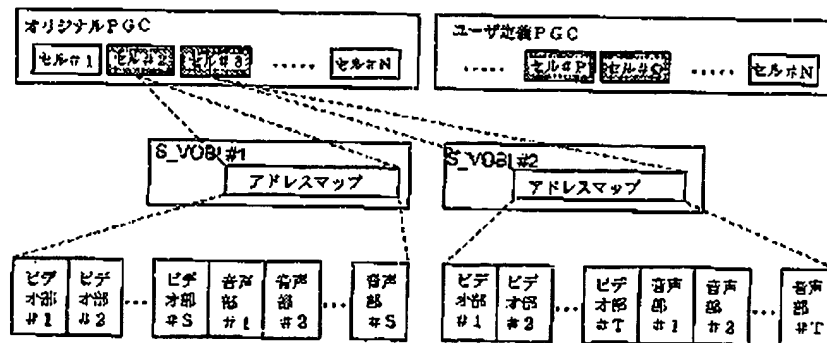 オリジナルPGC
セル#1 セル#2 セル#3 ‥‥ セル#N
ユーザ定義PGC
‥‥ セル#P セル#Q ‥‥ セル#N
S_VOBI#1
アドレスマップ
S_VOBI#2
アドレスマップ
ビデオ部#1 ビデオ部#2 … ビデオ部#S 音声部#1 音声部#2 … 音声部#S
ビデオ部#1 ビデオ部#2 … ビデオ部#T 音声部#1 音声部#2 … 音声部#T